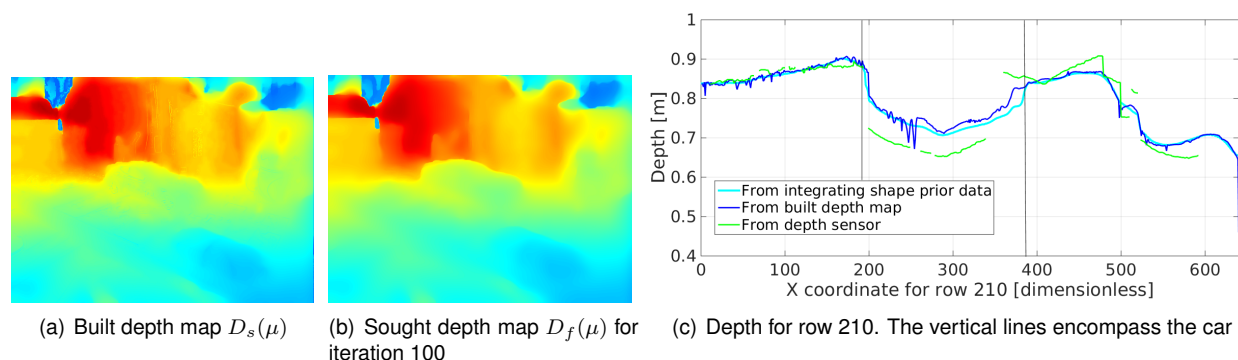 1
0.9
0.8
0.7
0.6
0.5
0.4
Depth [m]
From integrating shape prior data
From built depth map
From depth sensor
0 100 200 300 400 500 600
X coordinate for row 210 [dimensionless]
(a) Built depth map D_s(μ)
(b) Sought depth map D_f(μ) for
iteration 100
(c) Depth for row 210. The vertical lines encompass the car